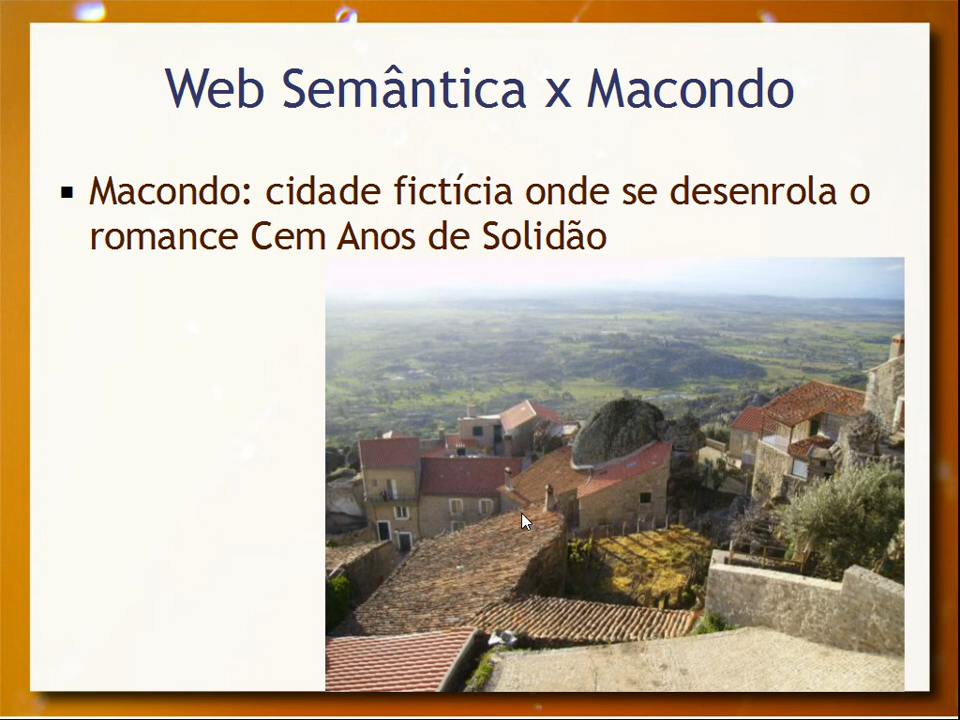 Web Semântica x Macondo
Macondo: cidade fictícia onde se desenrola o
romance Cem Anos de Solidão